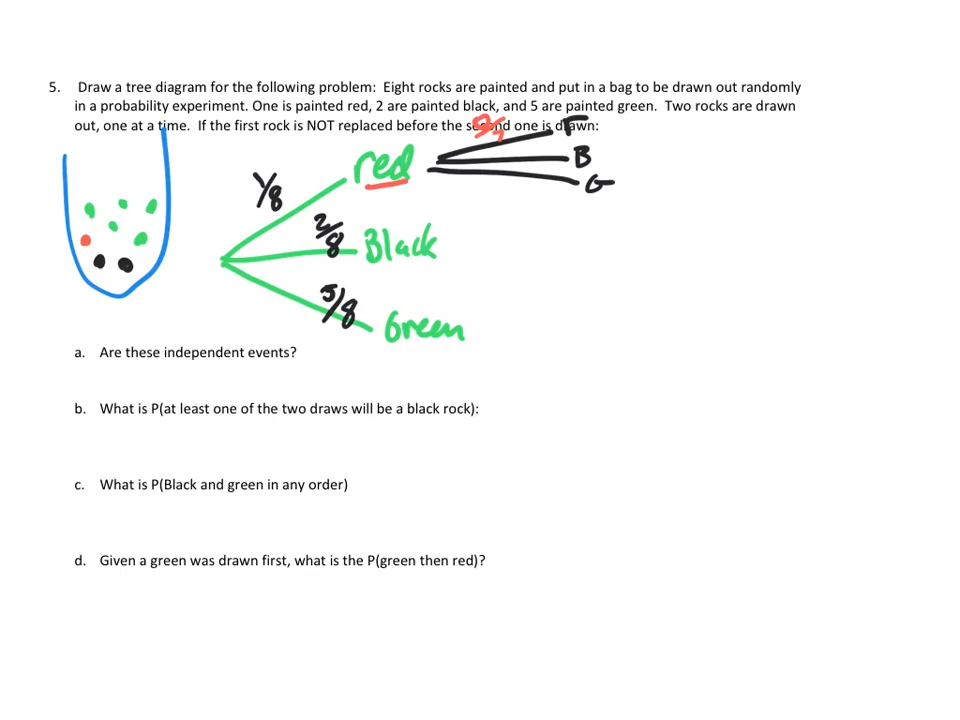 5. Draw a tree diagram for the following problem: Eight rocks are painted and put in a bag to be drawn out randomly
in a probability experiment. One is painted red, 2 are painted black, and 5 are painted green. Two rocks are drawn
out, one at a time. If the first rock is NOT replaced before the second one is drawn:
B
G
red
1/8
2/8
Black
5/8
Green
a. Are these independent events?
b. What is P(at least one of the two draws will be a black rock):
c. What is P(Black and green in any order)
d. Given a green was drawn first, what is the P(green then red)?